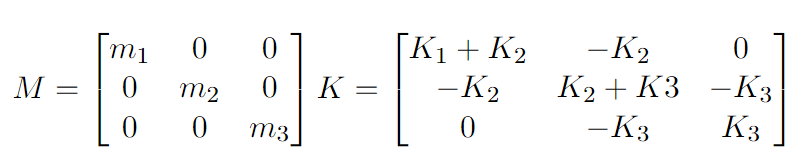 M = [ m₁ 0 0 ; 0 m₂ 0 ; 0 0 m₃ ] K = [ K₁ + K₂ −K₂ 0 ; −K₂ K₂ + K3 −K₃ ; 0 −K₃ K₃ ]